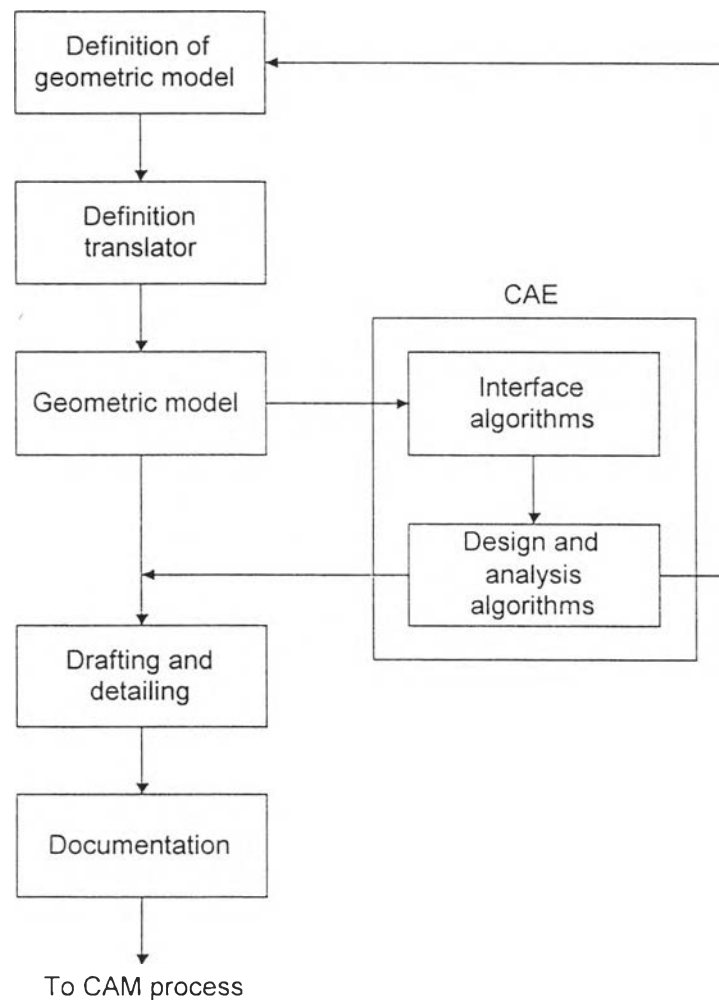 Definition of
geometric model
Definition
translator
CAE
Geometric model
Interface
algorithms
Design and
analysis
algorithms
Drafting and
detailing
Documentation
To CAM process